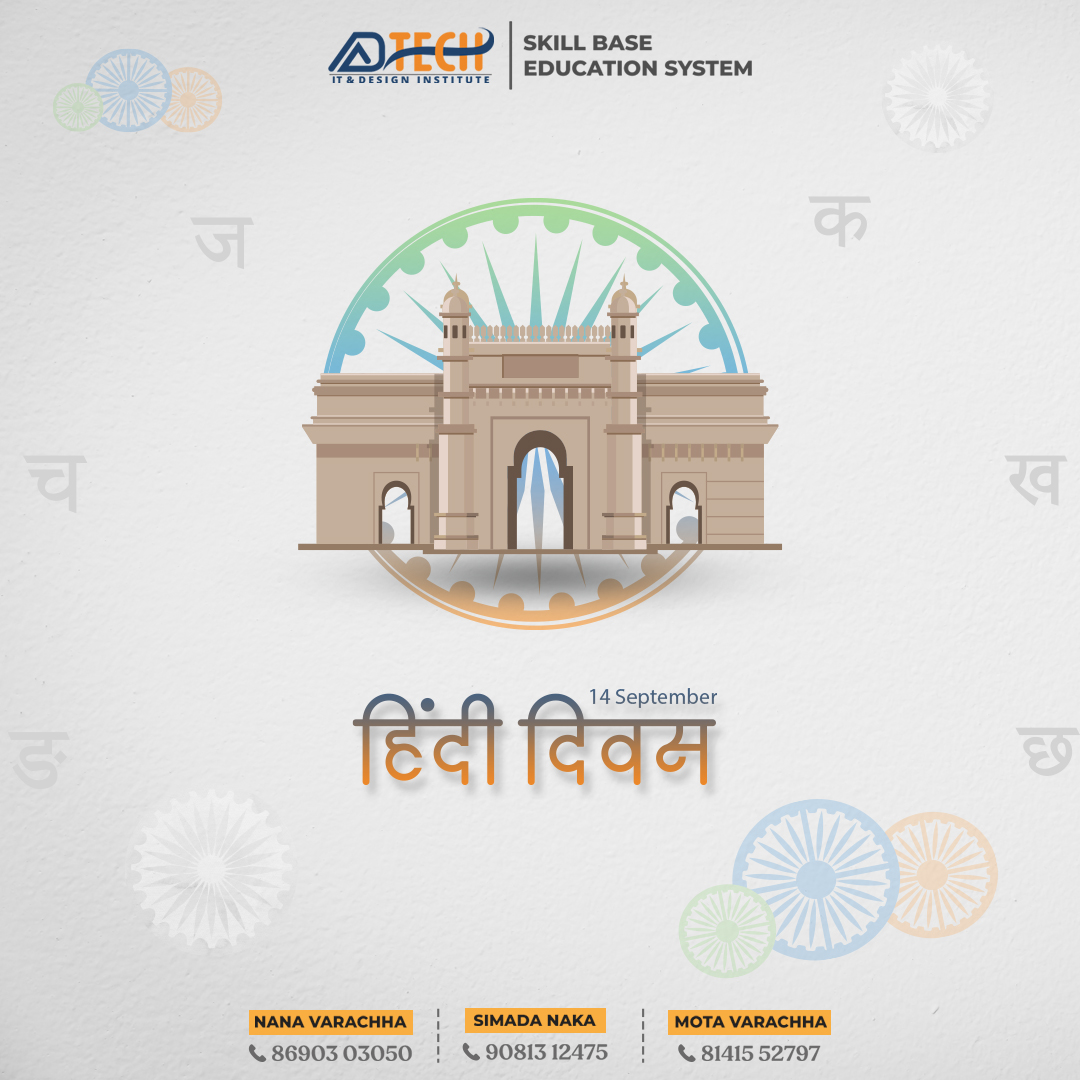 ADTECH
IT & DESIGN INSTITUTE
SKILL BASE
EDUCATION SYSTEM
ज
क
च
ख
ङ
छ
14 September
हिंदी दिवस
NANA VARACHHA
86903 03050
SIMADA NAKA
90813 12475
MOTA VARACHHA
81415 52797